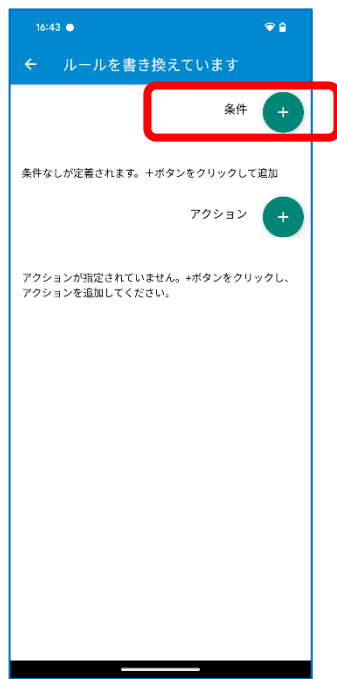 16:43
ルールを書き換えています
条件
+
条件なしが定義されます。＋ボタンをクリックして追加
アクション
+
アクションが指定されていません。+ボタンをクリックし、
アクションを追加してください。